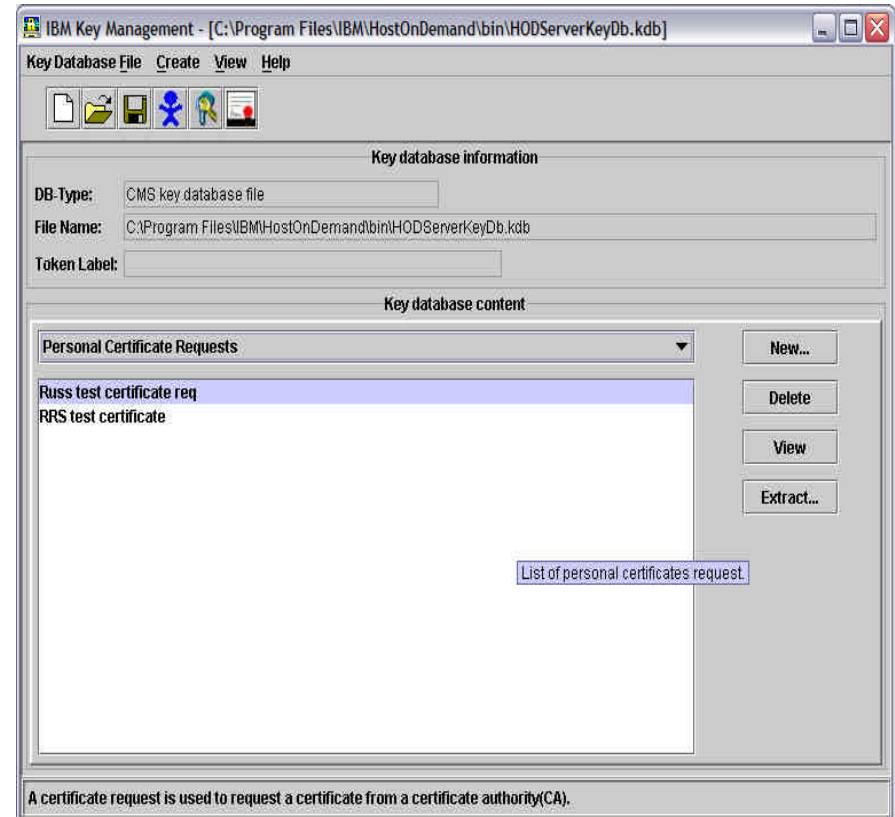 IBM Key Management - [C:\Program Files\IBM\HostOnDemand\bin\HODServerKeyDb.kdb]
Key Database File Create View Help
Key database information
DB-Type: CMS key database file
File Name: C:\Program Files\IBM\HostOnDemand\bin\HODServerKeyDb.kdb
Token Label:
Key database content
Personal Certificate Requests
New...
Russ test certificate req
Delete
RRS test certificate
View
Extract...
List of personal certificates request.
A certificate request is used to request a certificate from a certificate authority(CA).